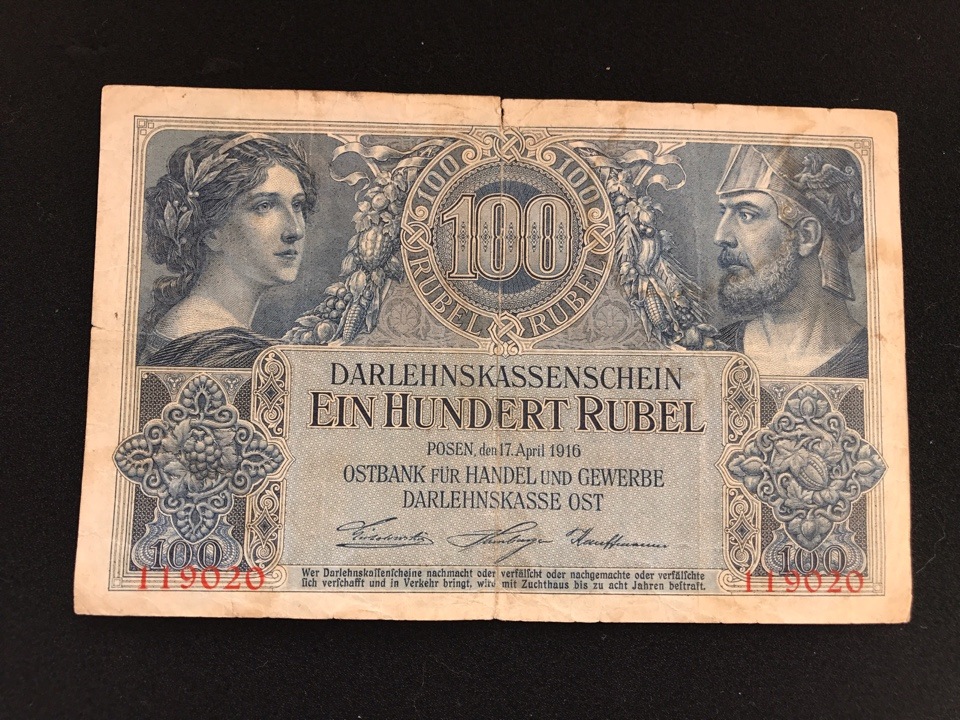 100 100
100
RUBEL RUBEL
DARLEHNSKASSENSCHEIN
EIN HUNDERT RUBEL
POSEN, den 17. April 1916
OSTBANK FÜR HANDEL UND GEWERBE
DARLEHNSKASSE OST
100 100
119020 119020
Wer Darlehnskaſſenſcheine nachmacht oder verfälſcht oder nachgemachte oder verfälſchte
ſich verſchafft und in Verkehr bringt, wird mit Zuchthaus bis zu acht Jahren beſtraft.